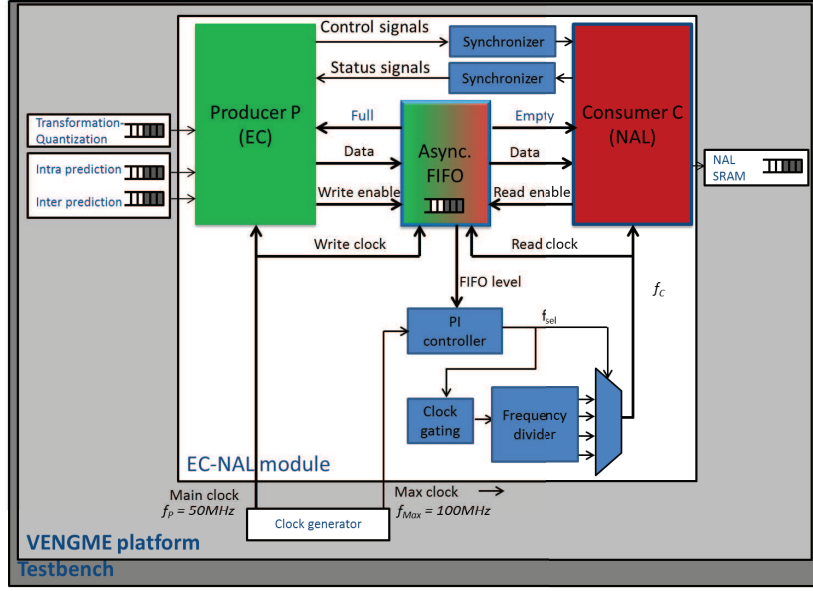 Control signals
Synchronizer
Status signals
Synchronizer
Producer P
(EC)
Consumer C
(NAL)
Transformation-
Quantization
Intra prediction
Inter prediction
Full
Empty
Async.
FIFO
Data
Data
Write enable
Read enable
NAL
SRAM
Write clock
Read clock
FIFO level
fC
PI
controller
fsel
Clock
gating
Frequency
divider
EC-NAL module
Main clock
fP = 50MHz
Max clock
fMax = 100MHz
Clock generator
VENGME platform
Testbench